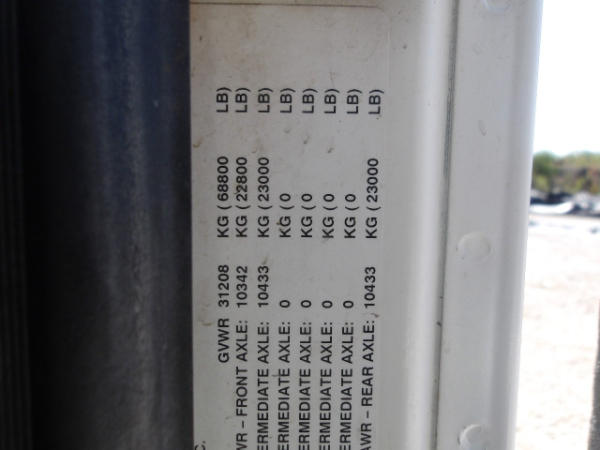 C.
GVWR 31208 KG ( 68800 LB)
WR – FRONT AXLE: 10342 KG ( 22800 LB)
ERMEDIATE AXLE: 10433 KG ( 23000 LB)
ERMEDIATE AXLE: 0 KG ( 0 LB)
ERMEDIATE AXLE: 0 KG ( 0 LB)
ERMEDIATE AXLE: 0 KG ( 0 LB)
ERMEDIATE AXLE: 0 KG ( 0 LB)
AWR – REAR AXLE: 10433 KG ( 23000 LB)